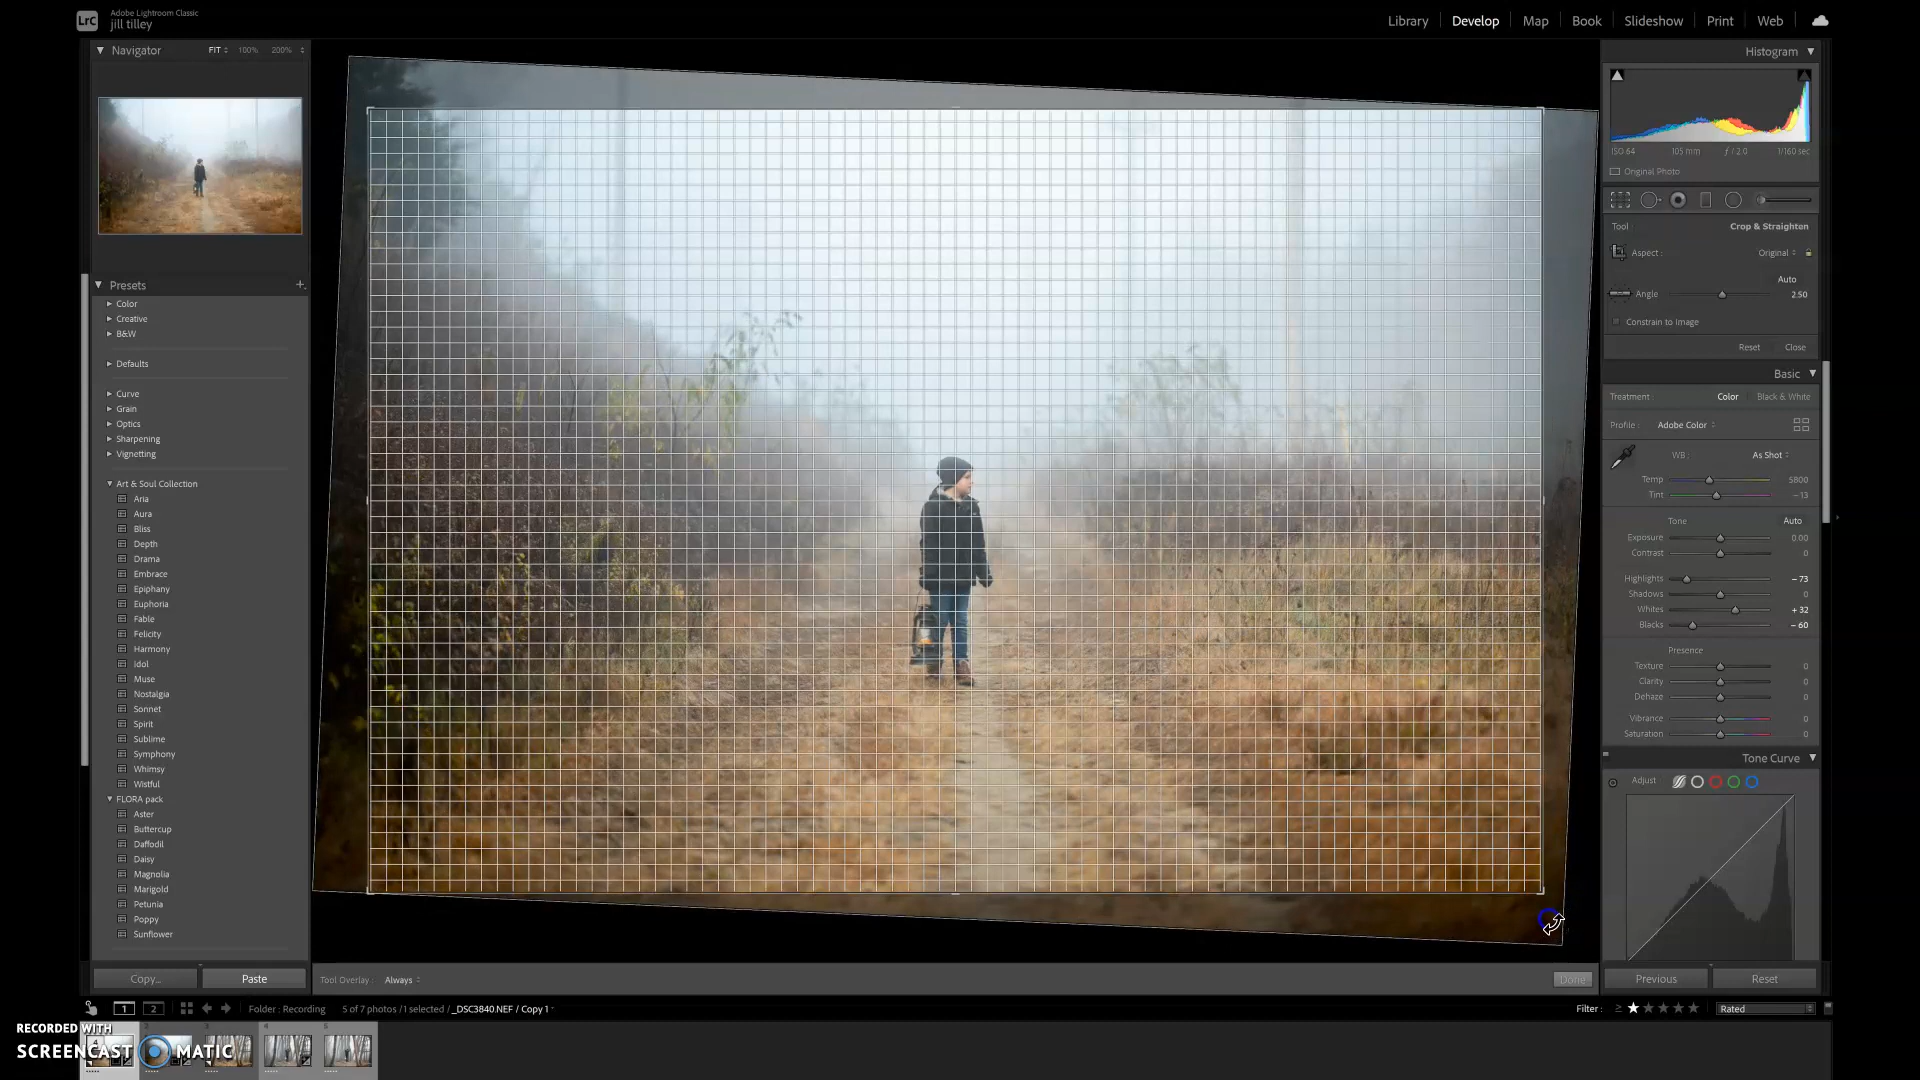 LrC
Adobe Lightroom Classic
jill tilley
Library
Develop
Map
Book
Slideshow
Print
Web
Navigator
FIT
100%
200%
Presets
+
Color
Creative
B&W
Defaults
Curve
Grain
Optics
Sharpening
Vignetting
Art & Soul Collection
Aria
Aura
Bliss
Depth
Drama
Embrace
Epiphany
Euphoria
Fable
Felicity
Harmony
Idol
Muse
Nostalgia
Sonnet
Spirit
Sublime
Symphony
Whimsy
Wistful
FLORA pack
Aster
Buttercup
Daffodil
Daisy
Magnolia
Marigold
Petunia
Poppy
Sunflower
Copy...
Paste
Tool Overlay : Always
Done
Histogram
ISO 64 105 mm f / 2.0 1/160 sec
Original Photo
Tool : Crop & Straighten
Aspect : Original
Auto
Angle 2.50
Constrain to Image
Reset Close
Basic
Treatment : Color Black & White
Profile : Adobe Color
WB : As Shot
Temp 5800
Tint – 13
Tone Auto
Exposure 0.00
Contrast 0
Highlights – 73
Shadows 0
Whites + 32
Blacks – 60
Presence
Texture 0
Clarity 0
Dehaze 0
Vibrance 0
Saturation 0
Tone Curve
Adjust
Previous
Reset
1 2
Folder : Recording
5 of 7 photos /1 selected / _DSC3840.NEF / Copy 1
Filter : ≥
Rated
RECORDED WITH
SCREENCAST MATIC